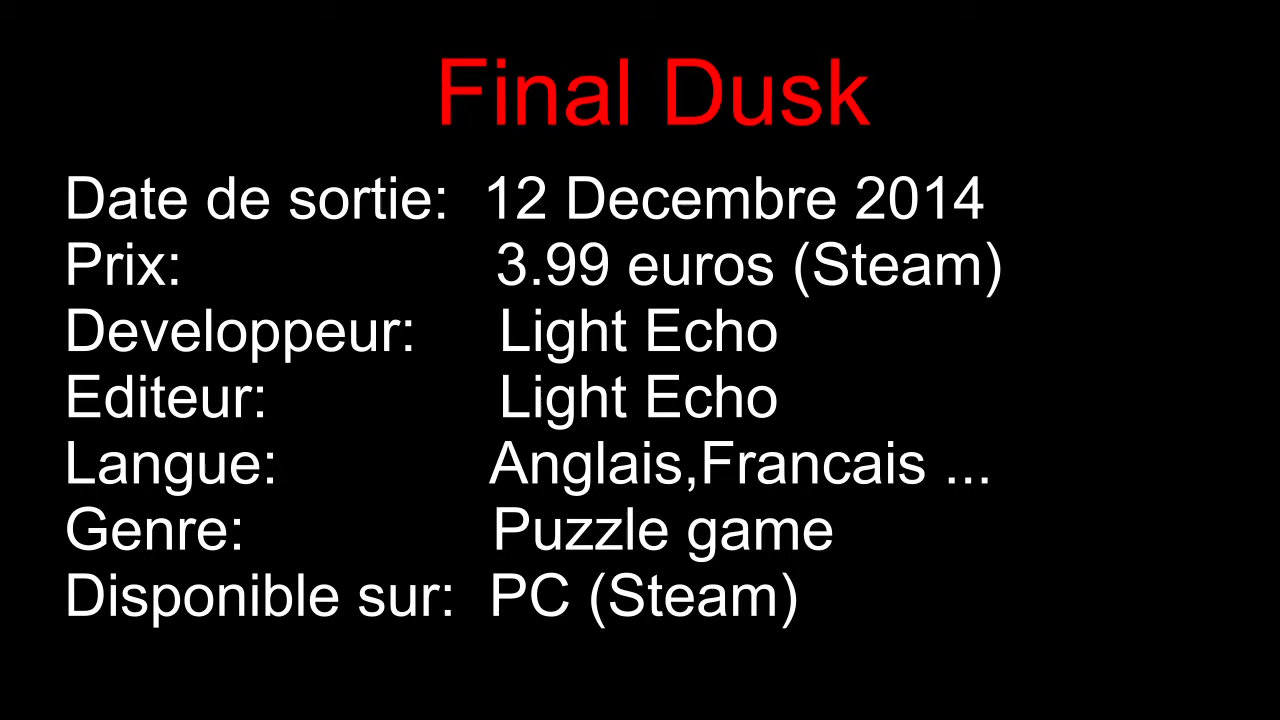 Final Dusk
Date de sortie: 12 Decembre 2014
Prix: 3.99 euros (Steam)
Developpeur: Light Echo
Editeur: Light Echo
Langue: Anglais,Francais ...
Genre: Puzzle game
Disponible sur: PC (Steam)